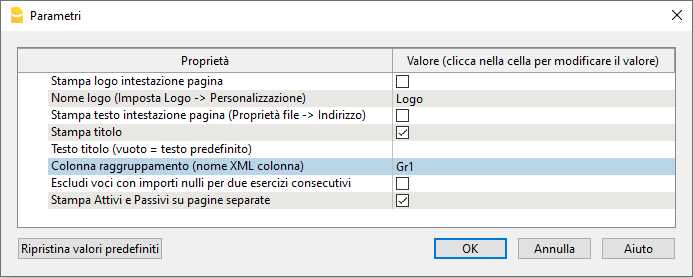 Parametri
Proprietà Valore (clicca nella cella per modificare il valore)
Stampa logo intestazione pagina
Nome logo (Imposta Logo -> Personalizzazione) Logo
Stampa testo intestazione pagina (Proprietà file -> Indirizzo)
Stampa titolo
Testo titolo (vuoto = testo predefinito)
Colonna raggruppamento (nome XML colonna) Gr1
Escludi voci con importi nulli per due esercizi consecutivi
Stampa Attivi e Passivi su pagine separate
Ripristina valori predefiniti OK Annulla Aiuto